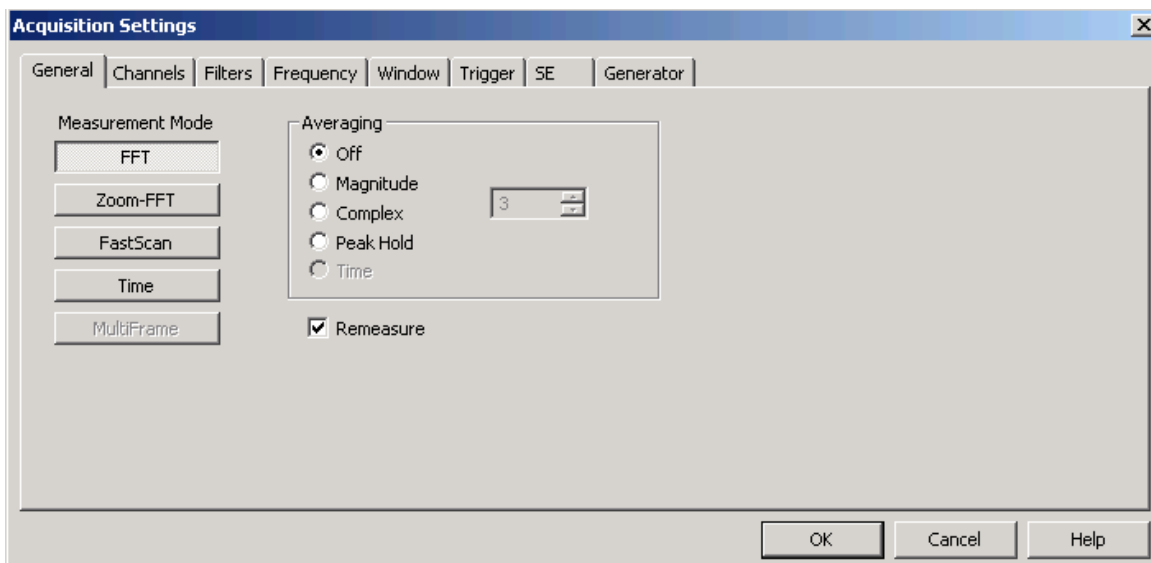 Acquisition Settings
General Channels Filters Frequency Window Trigger SE Generator
Measurement Mode
FFT
Zoom-FFT
FastScan
Time
MultiFrame
Averaging
Off
Magnitude
Complex
Peak Hold
Time
3
Remeasure
OK Cancel Help